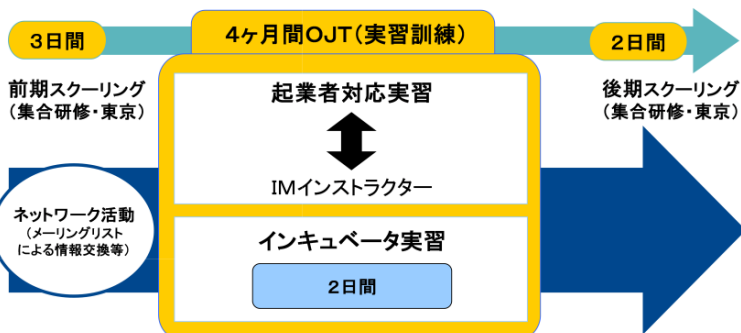 3日間
4ヶ月間OJT(実習訓練)
2日間
前期スクーリング
(集合研修・東京)
起業者対応実習
IMインストラクター
後期スクーリング
(集合研修・東京)
ネットワーク活動
(メーリングリスト
による情報交換等)
インキュベータ実習
2日間